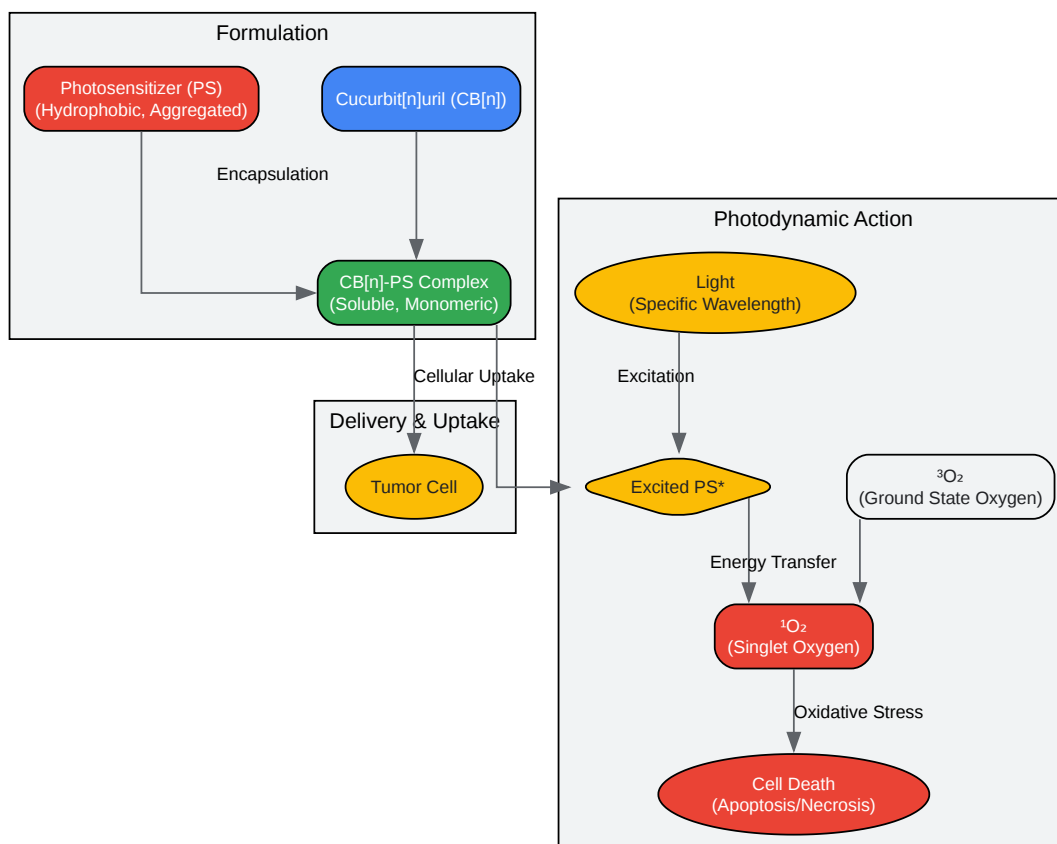 Formulation
Photosensitizer (PS)
(Hydrophobic, Aggregated)
Cucurbit[n]uril (CB[n])
Encapsulation
CB[n]-PS Complex
(Soluble, Monomeric)
Cellular Uptake
Delivery & Uptake
Tumor Cell
Photodynamic Action
Light
(Specific Wavelength)
Excitation
Excited PS*
³O₂
(Ground State Oxygen)
Energy Transfer
¹O₂
(Singlet Oxygen)
Oxidative Stress
Cell Death
(Apoptosis/Necrosis)